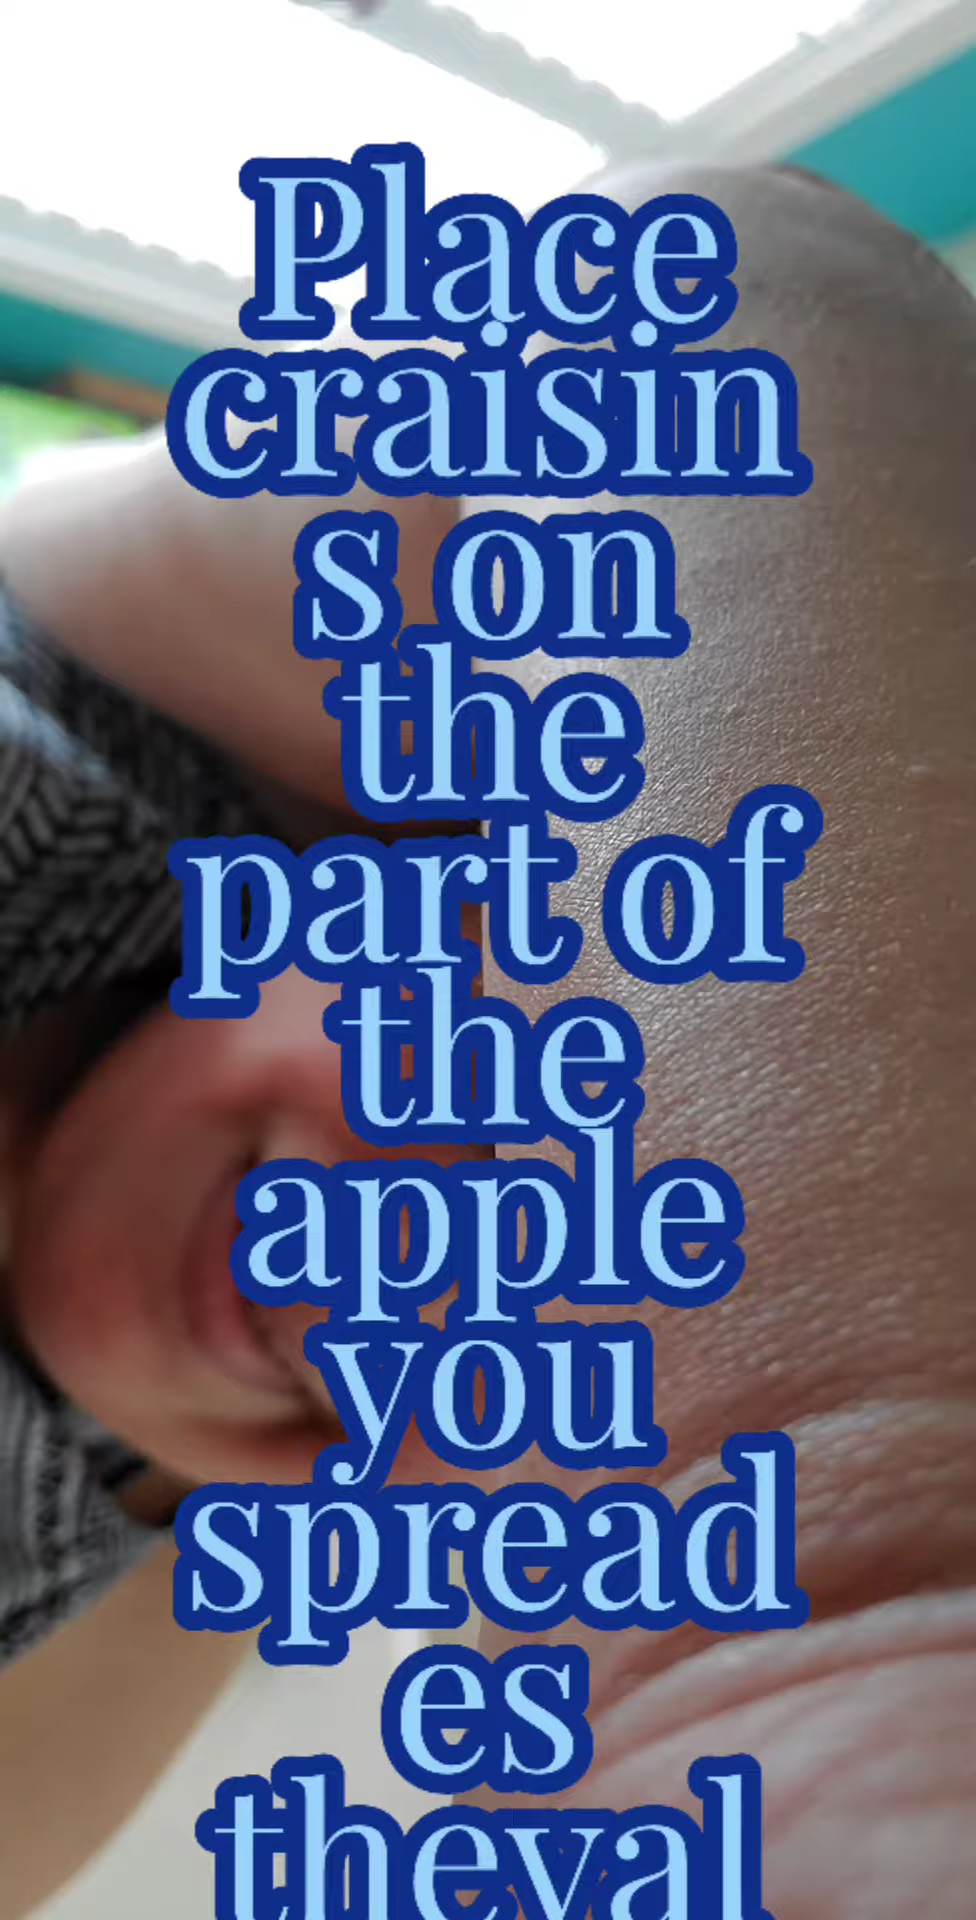 Place
craisin
s on
the
part of
the
apple
you
spread
es
theval